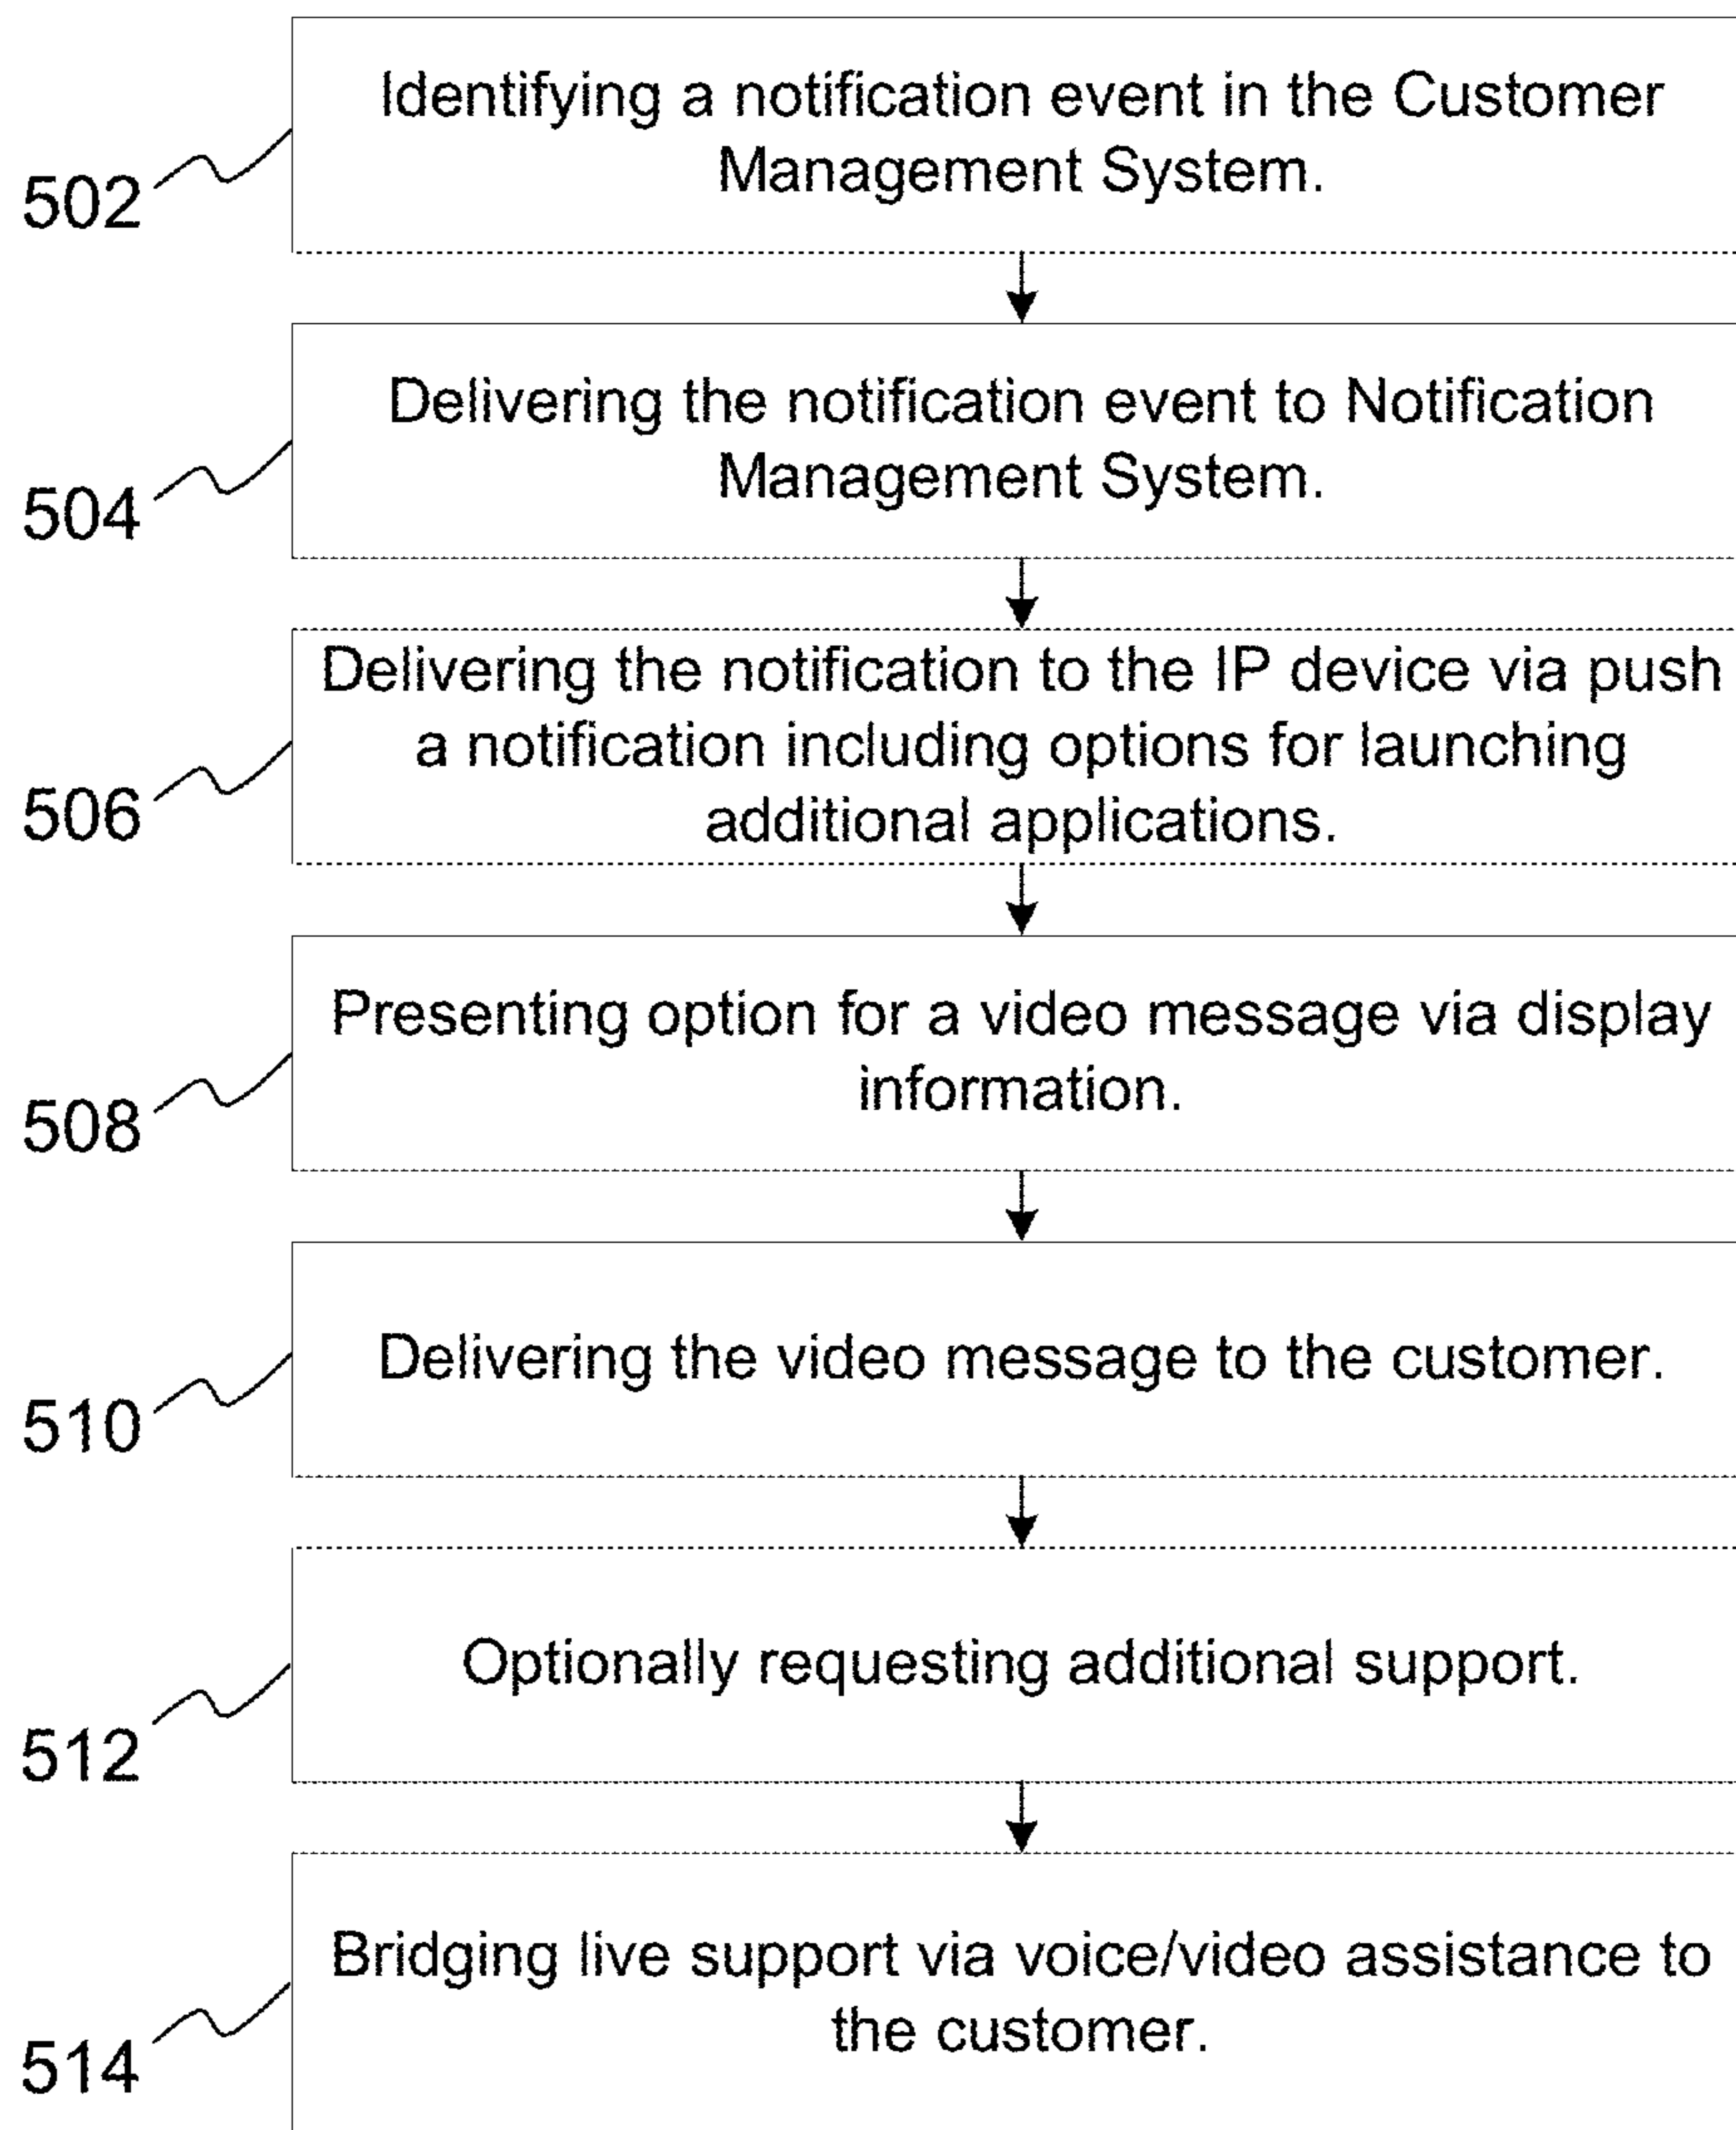 Identifying a notification event in the Customer
Management System.
502
Delivering the notification event to Notification
Management System.
504
Delivering the notification to the IP device via push
a notification including options for launching
additional applications.
506
Presenting option for a video message via display
information.
508
Delivering the video message to the customer.
510
Optionally requesting additional support.
512
Bridging live support via voice/video assistance to
the customer.
514